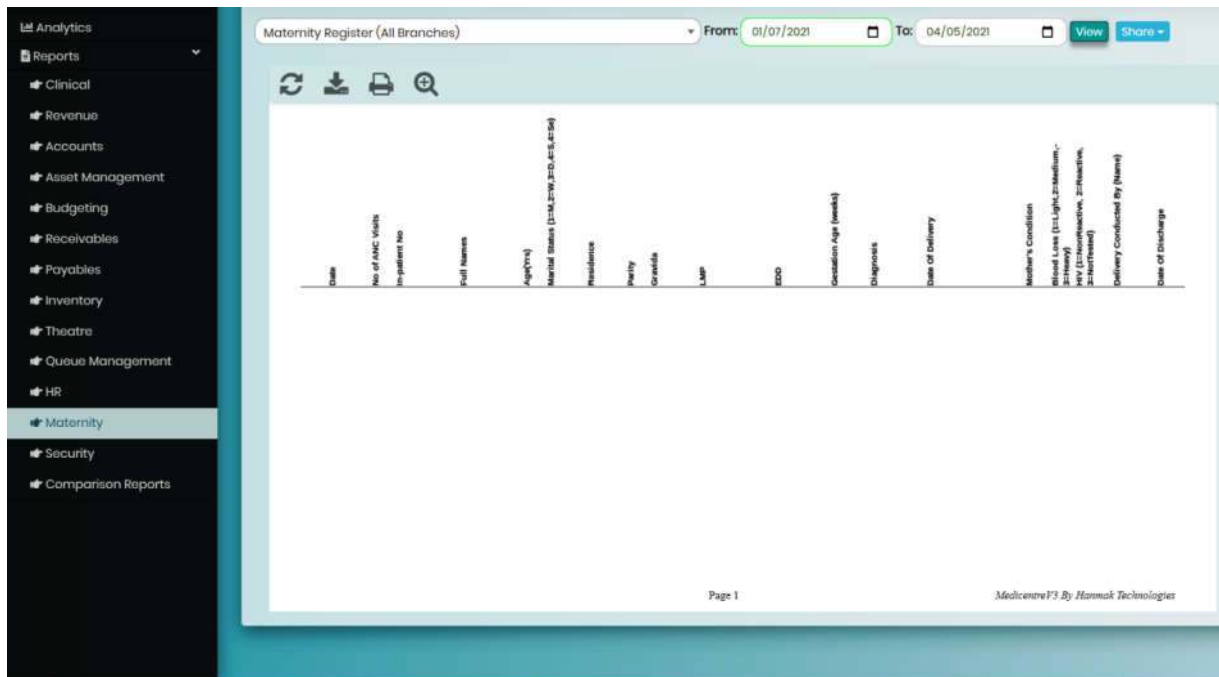 Analytics
Reports
Clinical
Revenue
Accounts
Asset Management
Budgeting
Receivables
Payables
Inventory
Theatre
Queue Management
HR
Maternity
Security
Comparison Reports
Maternity Register (All Branches) From: 01/07/2021 To: 04/05/2021 View Share
Date
No of ANC Visits
In-patient No
Full Names
Age(Yrs)
Marital Status (1=M,2=W,3=D,4=S,4=Se)
Residence
Parity
Gravida
LMP
EDD
Gestation Age (weeks)
Diagnosis
Date Of Delivery
Mother's Condition
Blood Loss (1=Light,2=Medium,-
3=Heavy)
HIV (1=NonReactive, 2=Reactive,
3=NotTested)
Delivery Conducted By (Name)
Date Of Discharge
Page 1
MedicentreV3 By Hanmak Technologies